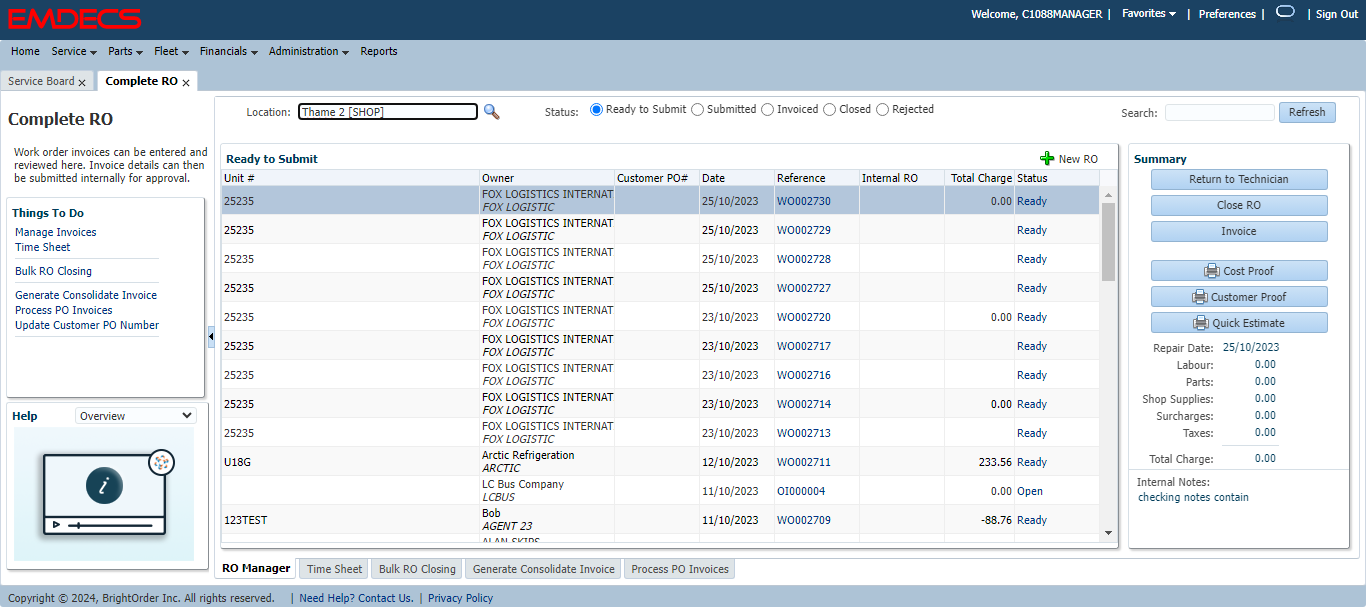 EMDECS
Welcome, C1088MANAGER | Favorites | Preferences | | Sign Out
Home Service Parts Fleet Financials Administration Reports
Service Board x Complete RO x
Complete RO
Work order invoices can be entered and
reviewed here. Invoice details can then
be submitted internally for approval.
Things To Do
Manage Invoices
Time Sheet
Bulk RO Closing
Generate Consolidate Invoice
Process PO Invoices
Update Customer PO Number
Help Overview
i
Location: Thame 2 [SHOP] Status: Ready to Submit Submitted Invoiced Closed Rejected Search: Refresh
Ready to Submit New RO
Unit # Owner Customer PO# Date Reference Internal RO Total Charge Status
25235 FOX LOGISTICS INTERNAT 25/10/2023 WO002730 0.00 Ready
FOX LOGISTIC
25235 FOX LOGISTICS INTERNAT 25/10/2023 WO002729 Ready
FOX LOGISTIC
25235 FOX LOGISTICS INTERNAT 25/10/2023 WO002728 Ready
FOX LOGISTIC
25235 FOX LOGISTICS INTERNAT 25/10/2023 WO002727 Ready
FOX LOGISTIC
25235 FOX LOGISTICS INTERNAT 23/10/2023 WO002720 0.00 Ready
FOX LOGISTIC
25235 FOX LOGISTICS INTERNAT 23/10/2023 WO002717 Ready
FOX LOGISTIC
25235 FOX LOGISTICS INTERNAT 23/10/2023 WO002716 Ready
FOX LOGISTIC
25235 FOX LOGISTICS INTERNAT 23/10/2023 WO002714 0.00 Ready
FOX LOGISTIC
25235 FOX LOGISTICS INTERNAT 23/10/2023 WO002713 Ready
FOX LOGISTIC
U18G Arctic Refrigeration 12/10/2023 WO002711 233.56 Ready
ARCTIC
LC Bus Company 11/10/2023 OI000004 0.00 Open
LCBUS
123TEST Bob 11/10/2023 WO002709 -88.76 Ready
AGENT 23
ALAN SKIPS
Summary
Return to Technician
Close RO
Invoice
Cost Proof
Customer Proof
Quick Estimate
Repair Date: 25/10/2023
Labour: 0.00
Parts: 0.00
Shop Supplies: 0.00
Surcharges: 0.00
Taxes: 0.00
Total Charge: 0.00
Internal Notes:
checking notes contain
RO Manager Time Sheet Bulk RO Closing Generate Consolidate Invoice Process PO Invoices
Copyright © 2024, BrightOrder Inc. All rights reserved. | Need Help? Contact Us. | Privacy Policy